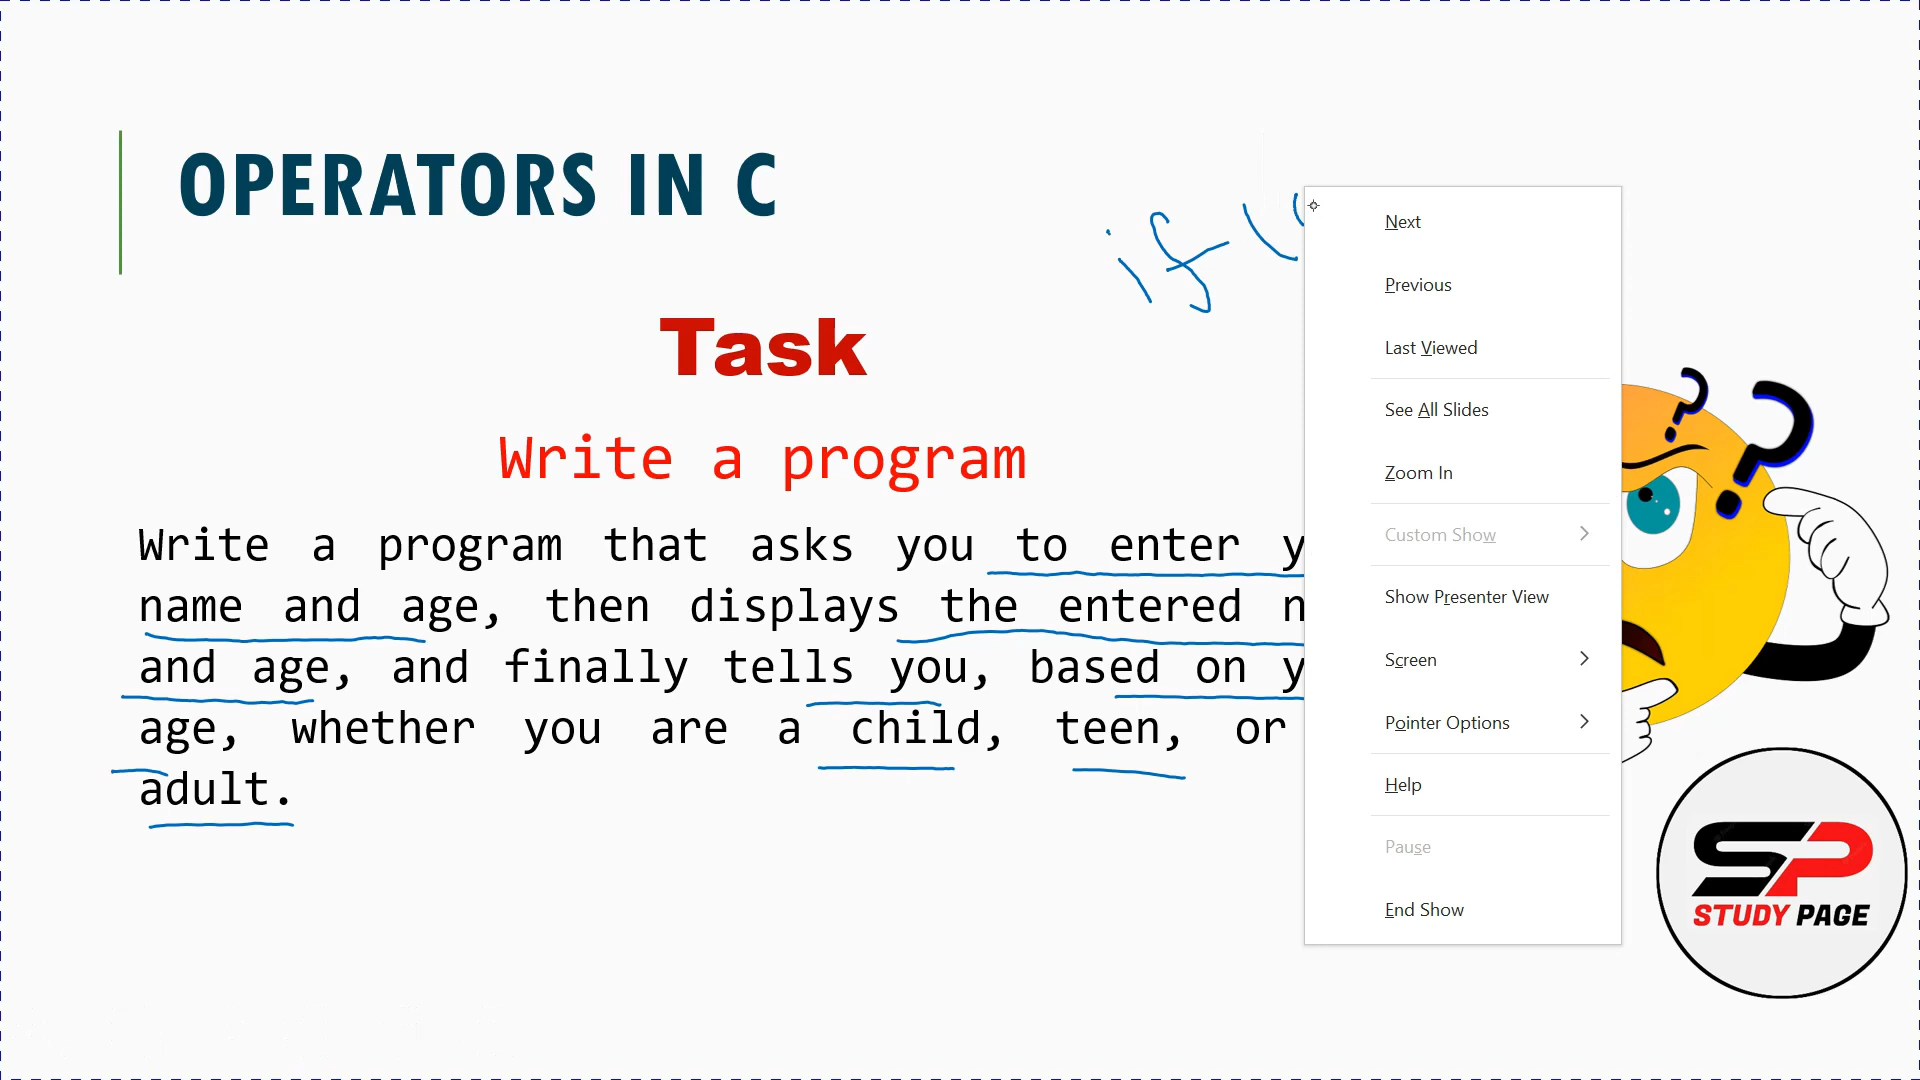 OPERATORS IN C
if (
Task
Write a program
Write a program that asks you to enter
name and age, then displays the entered
and age, and finally tells you, based on
age, whether you are a child, teen, or
adult.
Next
Previous
Last Viewed
See All Slides
Zoom In
Custom Show
Show Presenter View
Screen
Pointer Options
Help
Pause
End Show
SP
STUDY PAGE